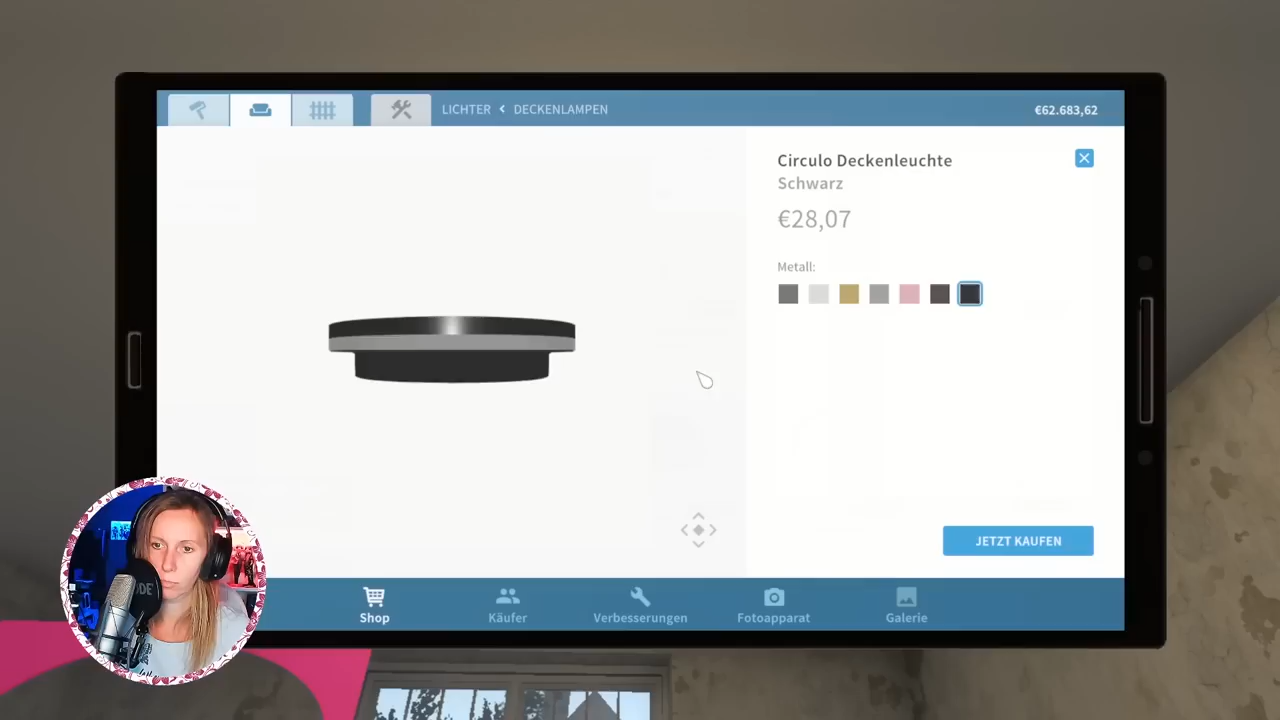 LICHTER < DECKENLAMPEN
€62.683,62
Circulo Deckenleuchte
Schwarz
€28,07
Metall:
JETZT KAUFEN
Shop
Käufer
Verbesserungen
Fotoapparat
Galerie